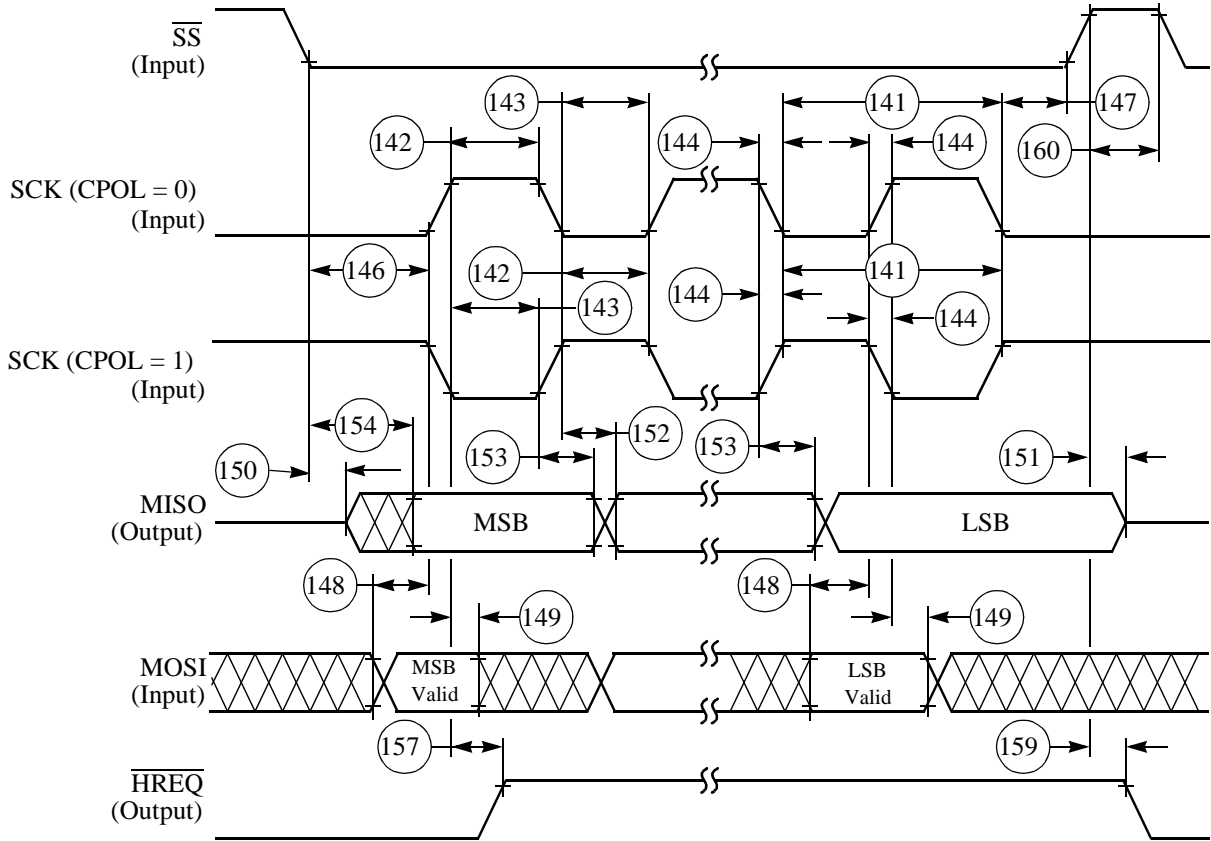 SS
(Input)
143
141
147
142
144
144
160
SCK (CPOL = 0)
(Input)
146
142
141
143
144
144
SCK (CPOL = 1)
(Input)
154
152
150
153
153
151
MISO
(Output)
MSB
LSB
148
148
149
149
MOSI
(Input)
MSB
Valid
LSB
Valid
157
159
HREQ
(Output)